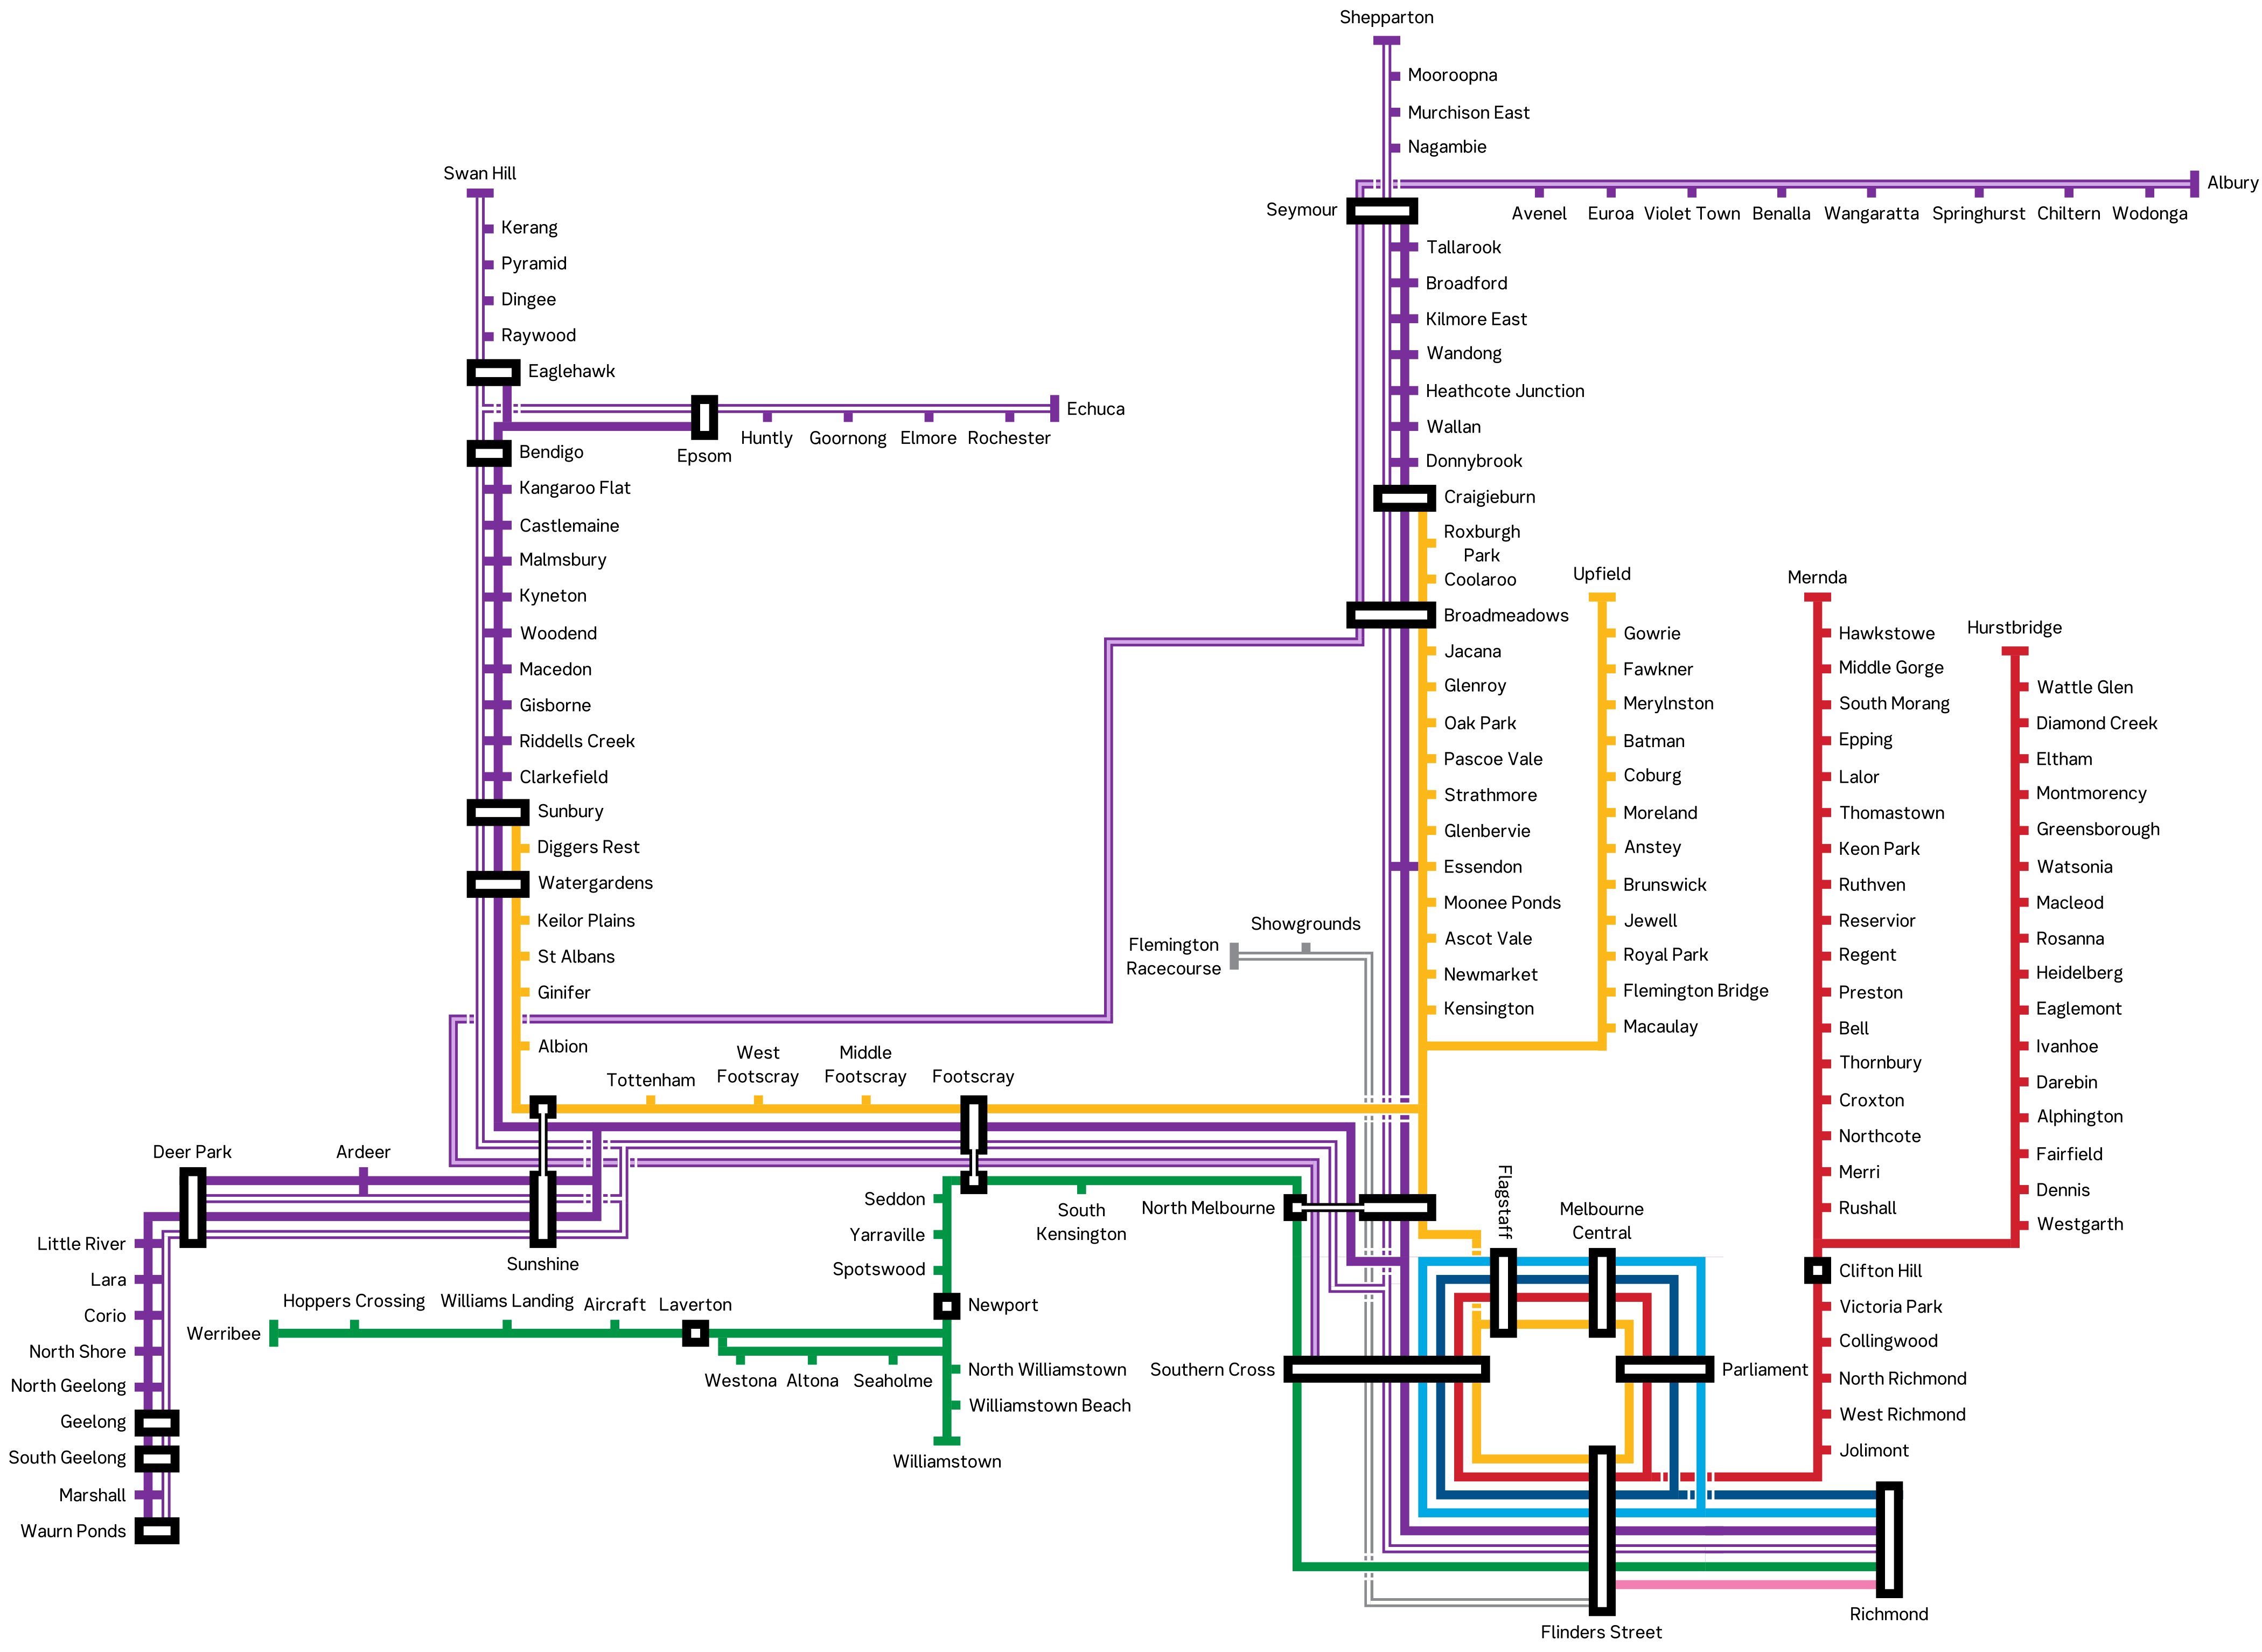 Shepparton
Mooroopna
Murchison East
Nagambie
Swan Hill
Kerang
Pyramid
Dingee
Raywood
Eaglehawk
Echuca
Huntly
Goornong
Elmore
Rochester
Epsom
Bendigo
Kangaroo Flat
Castlemaine
Malmsbury
Kyneton
Woodend
Macedon
Gisborne
Riddells Creek
Clarkefield
Sunbury
Diggers Rest
Watergardens
Keilor Plains
St Albans
Ginifer
Albion
Seymour
Albury
Avenel
Euroa
Violet Town
Benalla
Wangaratta
Springhurst
Chiltern
Wodonga
Tallarook
Broadford
Kilmore East
Wandong
Heathcote Junction
Wallan
Donnybrook
Craigieburn
Roxburgh
Park
Coolaroo
Broadmeadows
Jacana
Glenroy
Oak Park
Pascoe Vale
Strathmore
Glenbervie
Essendon
Moonee Ponds
Ascot Vale
Newmarket
Kensington
Upfield
Gowrie
Fawkner
Merylnston
Batman
Coburg
Moreland
Anstey
Brunswick
Jewell
Royal Park
Flemington Bridge
Macaulay
Mernda
Hawkstowe
Middle Gorge
South Morang
Epping
Lalor
Thomastown
Keon Park
Ruthven
Reservior
Regent
Preston
Bell
Thornbury
Croxton
Northcote
Merri
Rushall
Hurstbridge
Wattle Glen
Diamond Creek
Eltham
Montmorency
Greensborough
Watsonia
Macleod
Rosanna
Heidelberg
Eaglemont
Ivanhoe
Darebin
Alphington
Fairfield
Dennis
Westgarth
Clifton Hill
Victoria Park
Collingwood
North Richmond
West Richmond
Jolimont
Showgrounds
Flemington
Racecourse
Tottenham
West
Footscray
Middle
Footscray
Footscray
Deer Park
Ardeer
Sunshine
Little River
Lara
Corio
North Shore
North Geelong
Geelong
South Geelong
Marshall
Waurn Ponds
Seddon
Yarraville
Spotswood
Newport
South
Kensington
North Melbourne
Hoppers Crossing
Williams Landing
Aircraft
Laverton
Werribee
Westona
Altona
Seaholme
North Williamstown
Williamstown Beach
Williamstown
Flagstaff
Melbourne
Central
Southern Cross
Parliament
Richmond
Flinders Street